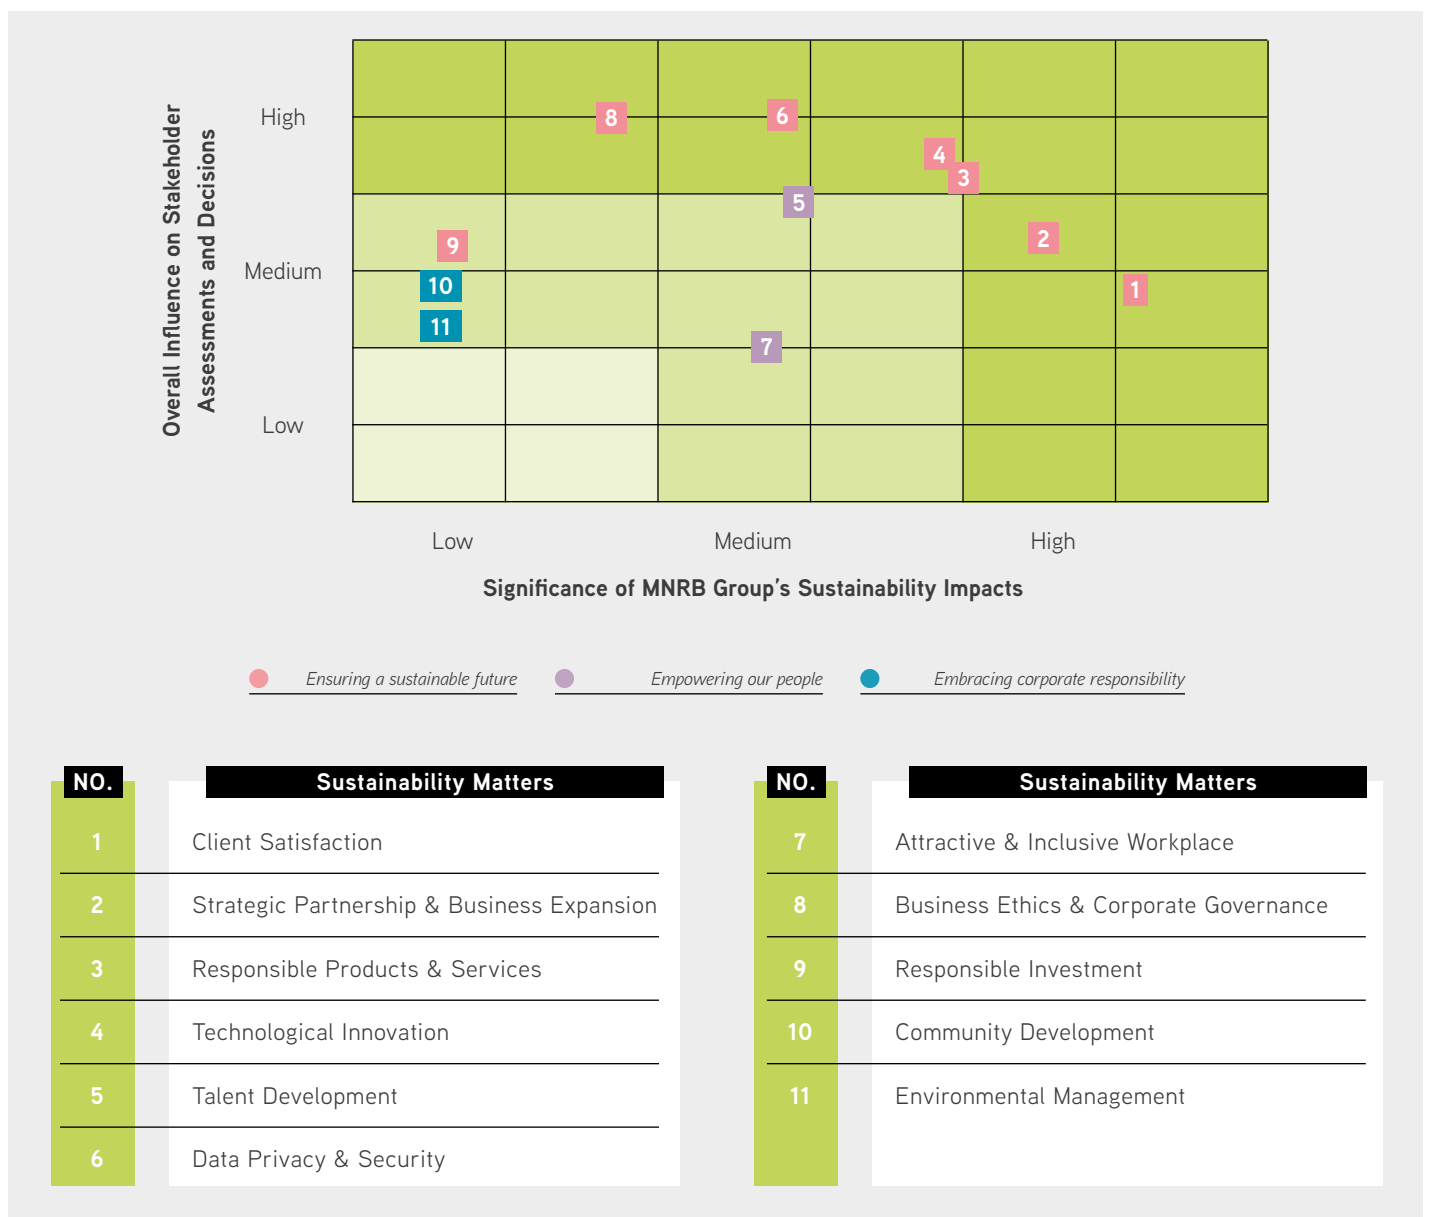 Overall Influence on Stakeholder
Assessments and Decisions
High
Medium
Low
8
6
4
3
5
2
9
10
1
11
7
Low
Medium
High
Significance of MNRB Group's Sustainability Impacts
Ensuring a sustainable future
Empowering our people
Embracing corporate responsibility
NO.
Sustainability Matters
1
Client Satisfaction
2
Strategic Partnership & Business Expansion
3
Responsible Products & Services
4
Technological Innovation
5
Talent Development
6
Data Privacy & Security
NO.
Sustainability Matters
7
Attractive & Inclusive Workplace
8
Business Ethics & Corporate Governance
9
Responsible Investment
10
Community Development
11
Environmental Management